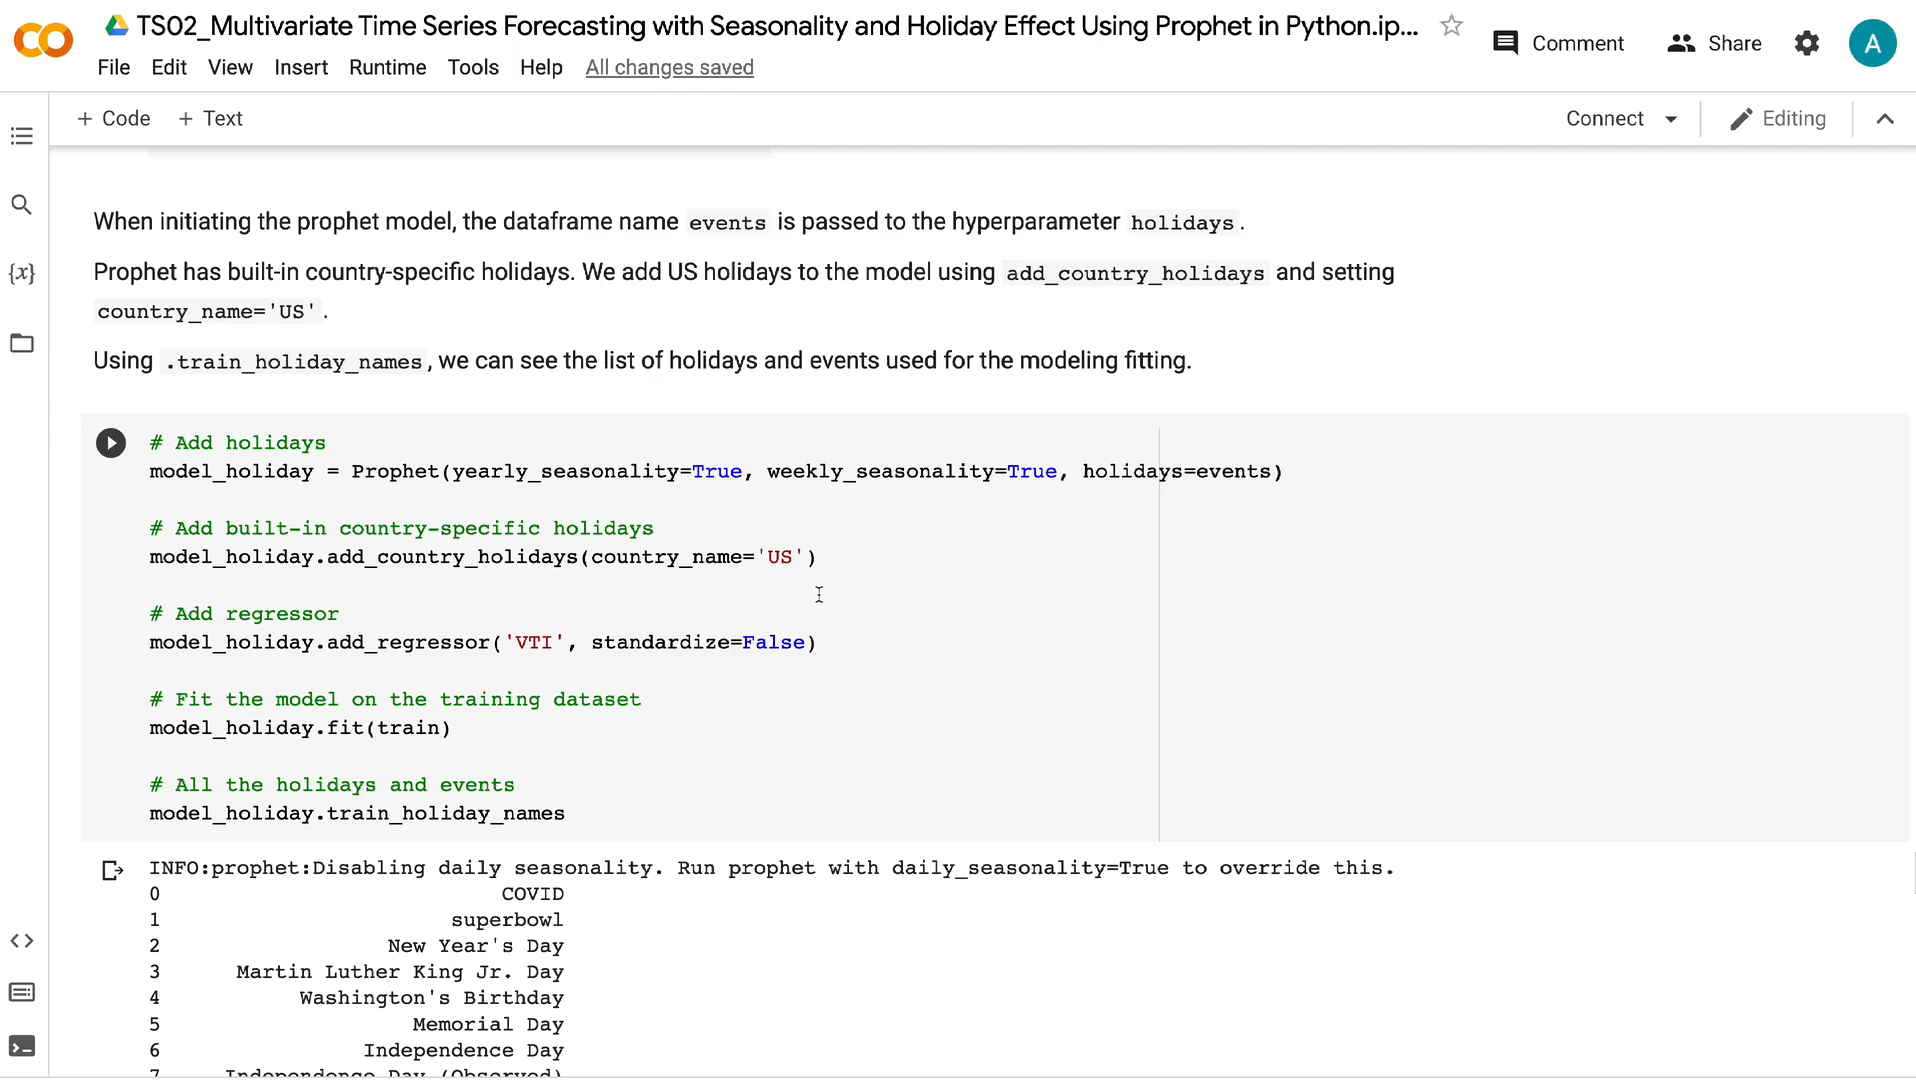 TS02_Multivariate Time Series Forecasting with Seasonality and Holiday Effect Using Prophet in Python.ip...
Comment
Share
A
File Edit View Insert Runtime Tools Help All changes saved
+ Code + Text
Connect
Editing
When initiating the prophet model, the dataframe name events is passed to the hyperparameter holidays.
Prophet has built-in country-specific holidays. We add US holidays to the model using add_country_holidays and setting
country_name='US'.
Using .train_holiday_names, we can see the list of holidays and events used for the modeling fitting.
# Add holidays
model_holiday = Prophet(yearly_seasonality=True, weekly_seasonality=True, holidays=events)
# Add built-in country-specific holidays
model_holiday.add_country_holidays(country_name='US')
# Add regressor
model_holiday.add_regressor('VTI', standardize=False)
# Fit the model on the training dataset
model_holiday.fit(train)
# All the holidays and events
model_holiday.train_holiday_names
INFO:prophet:Disabling daily seasonality. Run prophet with daily_seasonality=True to override this.
0 COVID
1 superbowl
2 New Year's Day
3 Martin Luther King Jr. Day
4 Washington's Birthday
5 Memorial Day
6 Independence Day
7 Independence Day (Observed)